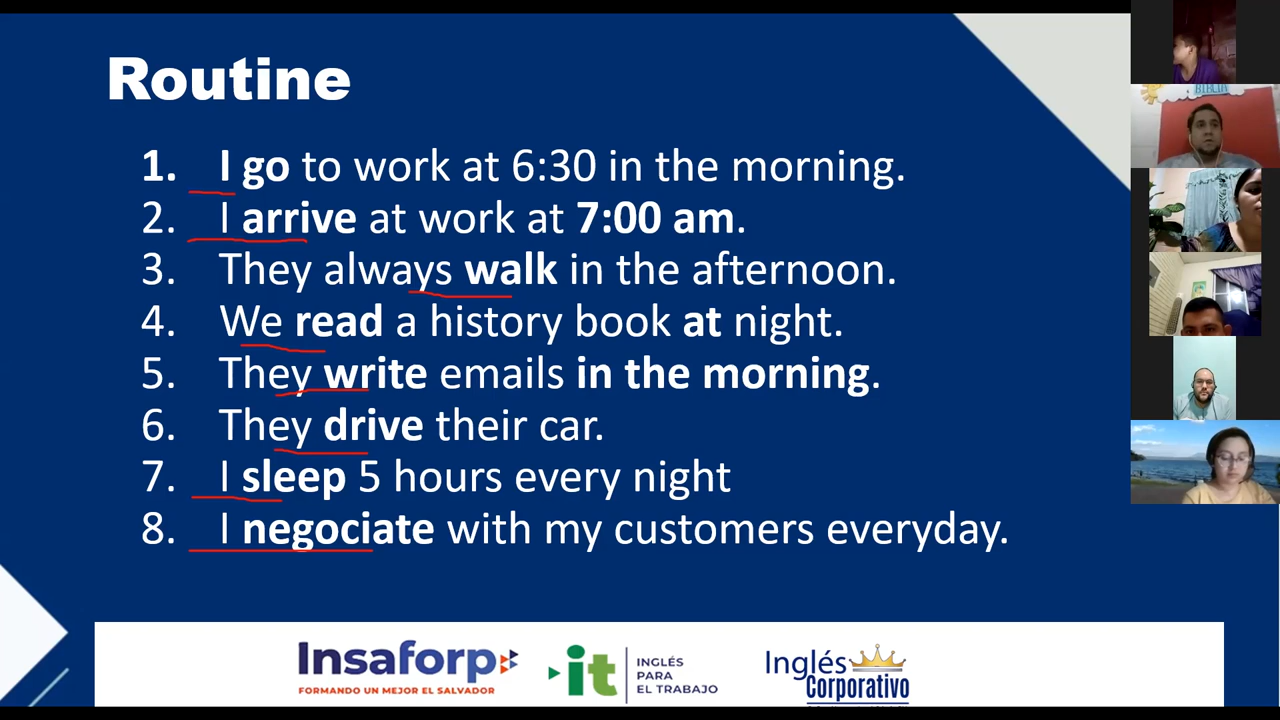 Routine
1. I go to work at 6:30 in the morning.
2. I arrive at work at 7:00 am.
3. They always walk in the afternoon.
4. We read a history book at night.
5. They write emails in the morning.
6. They drive their car.
7. I sleep 5 hours every night
8. I negociate with my customers everyday.
Insaforp
FORMANDO UN MEJOR EL SALVADOR
it
INGLÉS
PARA
EL TRABAJO
Inglés
Corporativo
BIBLIA